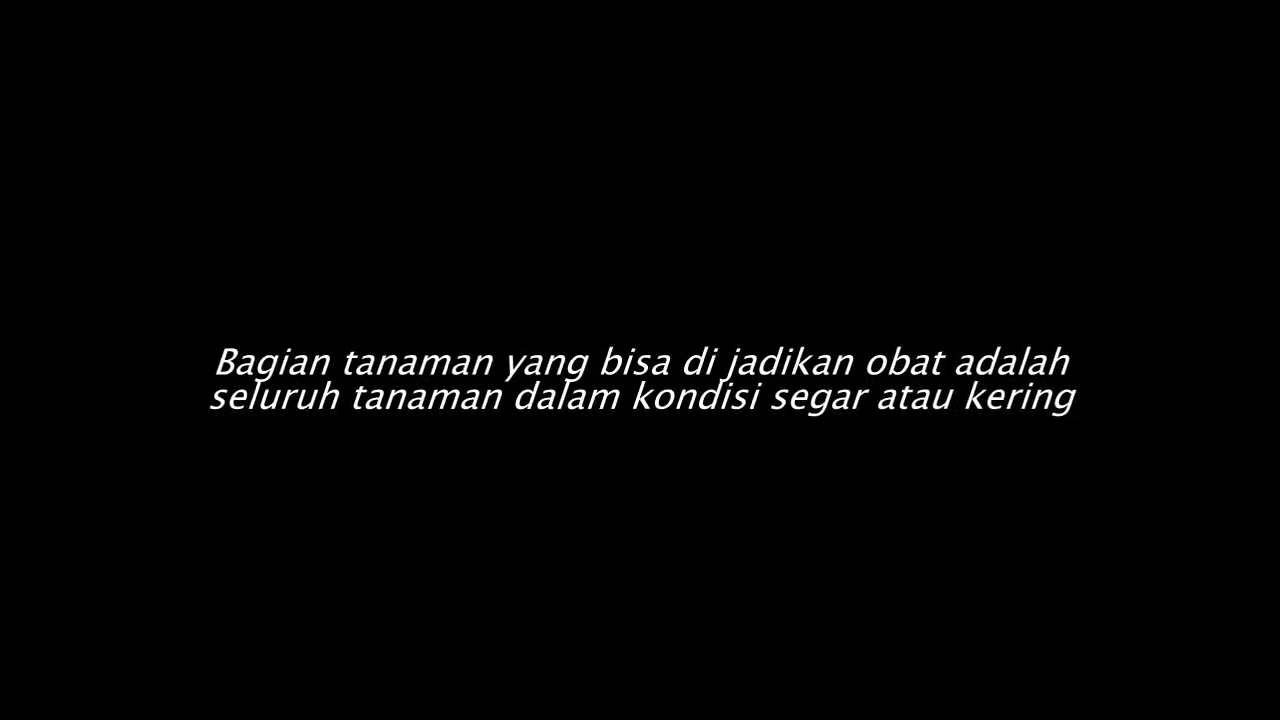 Bagian tanaman yang bisa di jadikan obat adalah
seluruh tanaman dalam kondisi segar atau kering